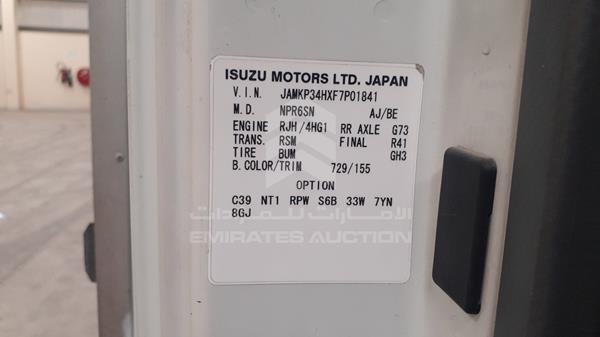 ISUZU MOTORS LTD. JAPAN
V.I.N. JAMKP34HXF7P01841
M.D. NPR6SN AJ/BE
ENGINE RJH/4HG1 RR AXLE G73
TRANS. RSM FINAL R41
TIRE BUM GH3
B.COLOR/TRIM 729/155
OPTION
C39 NT1 RPW S6B 33W 7YN
8GJ
الامارات للمزادات
EMIRATES AUCTION